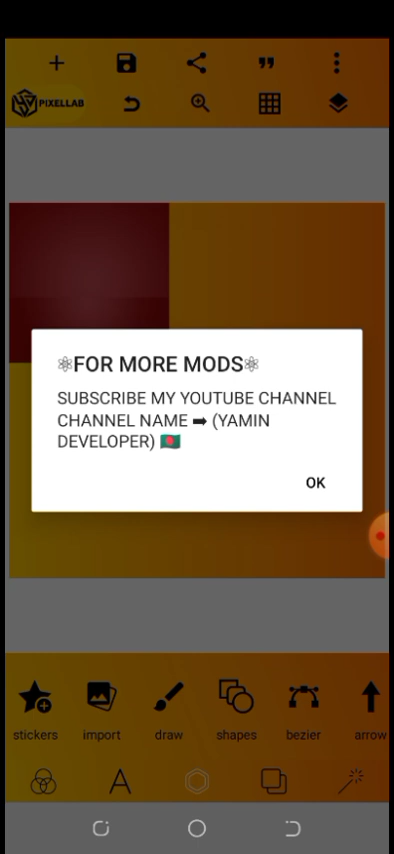 PIXELLAB
⚛FOR MORE MODS⚛
SUBSCRIBE MY YOUTUBE CHANNEL
CHANNEL NAME ➡ (YAMIN
DEVELOPER) 🇧🇩
OK
stickers import draw shapes bezier arrow